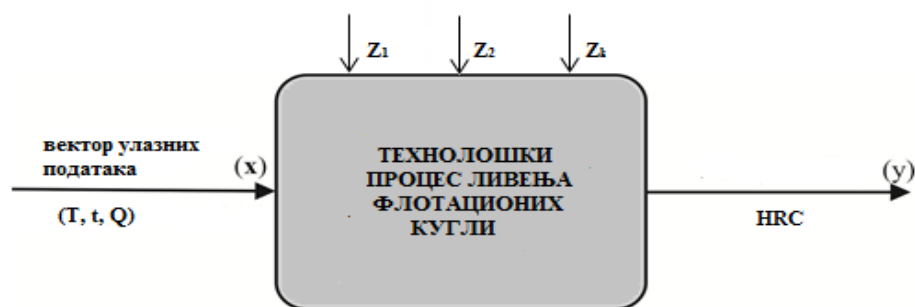 Z1 Z2 Zk
вектор улазних
података
(x)
(T, t, Q)
ТЕХНОЛОШКИ
ПРОЦЕС ЛИВЕЊА
ФЛОТАЦИОНИХ
КУГЛИ
(y)
HRC